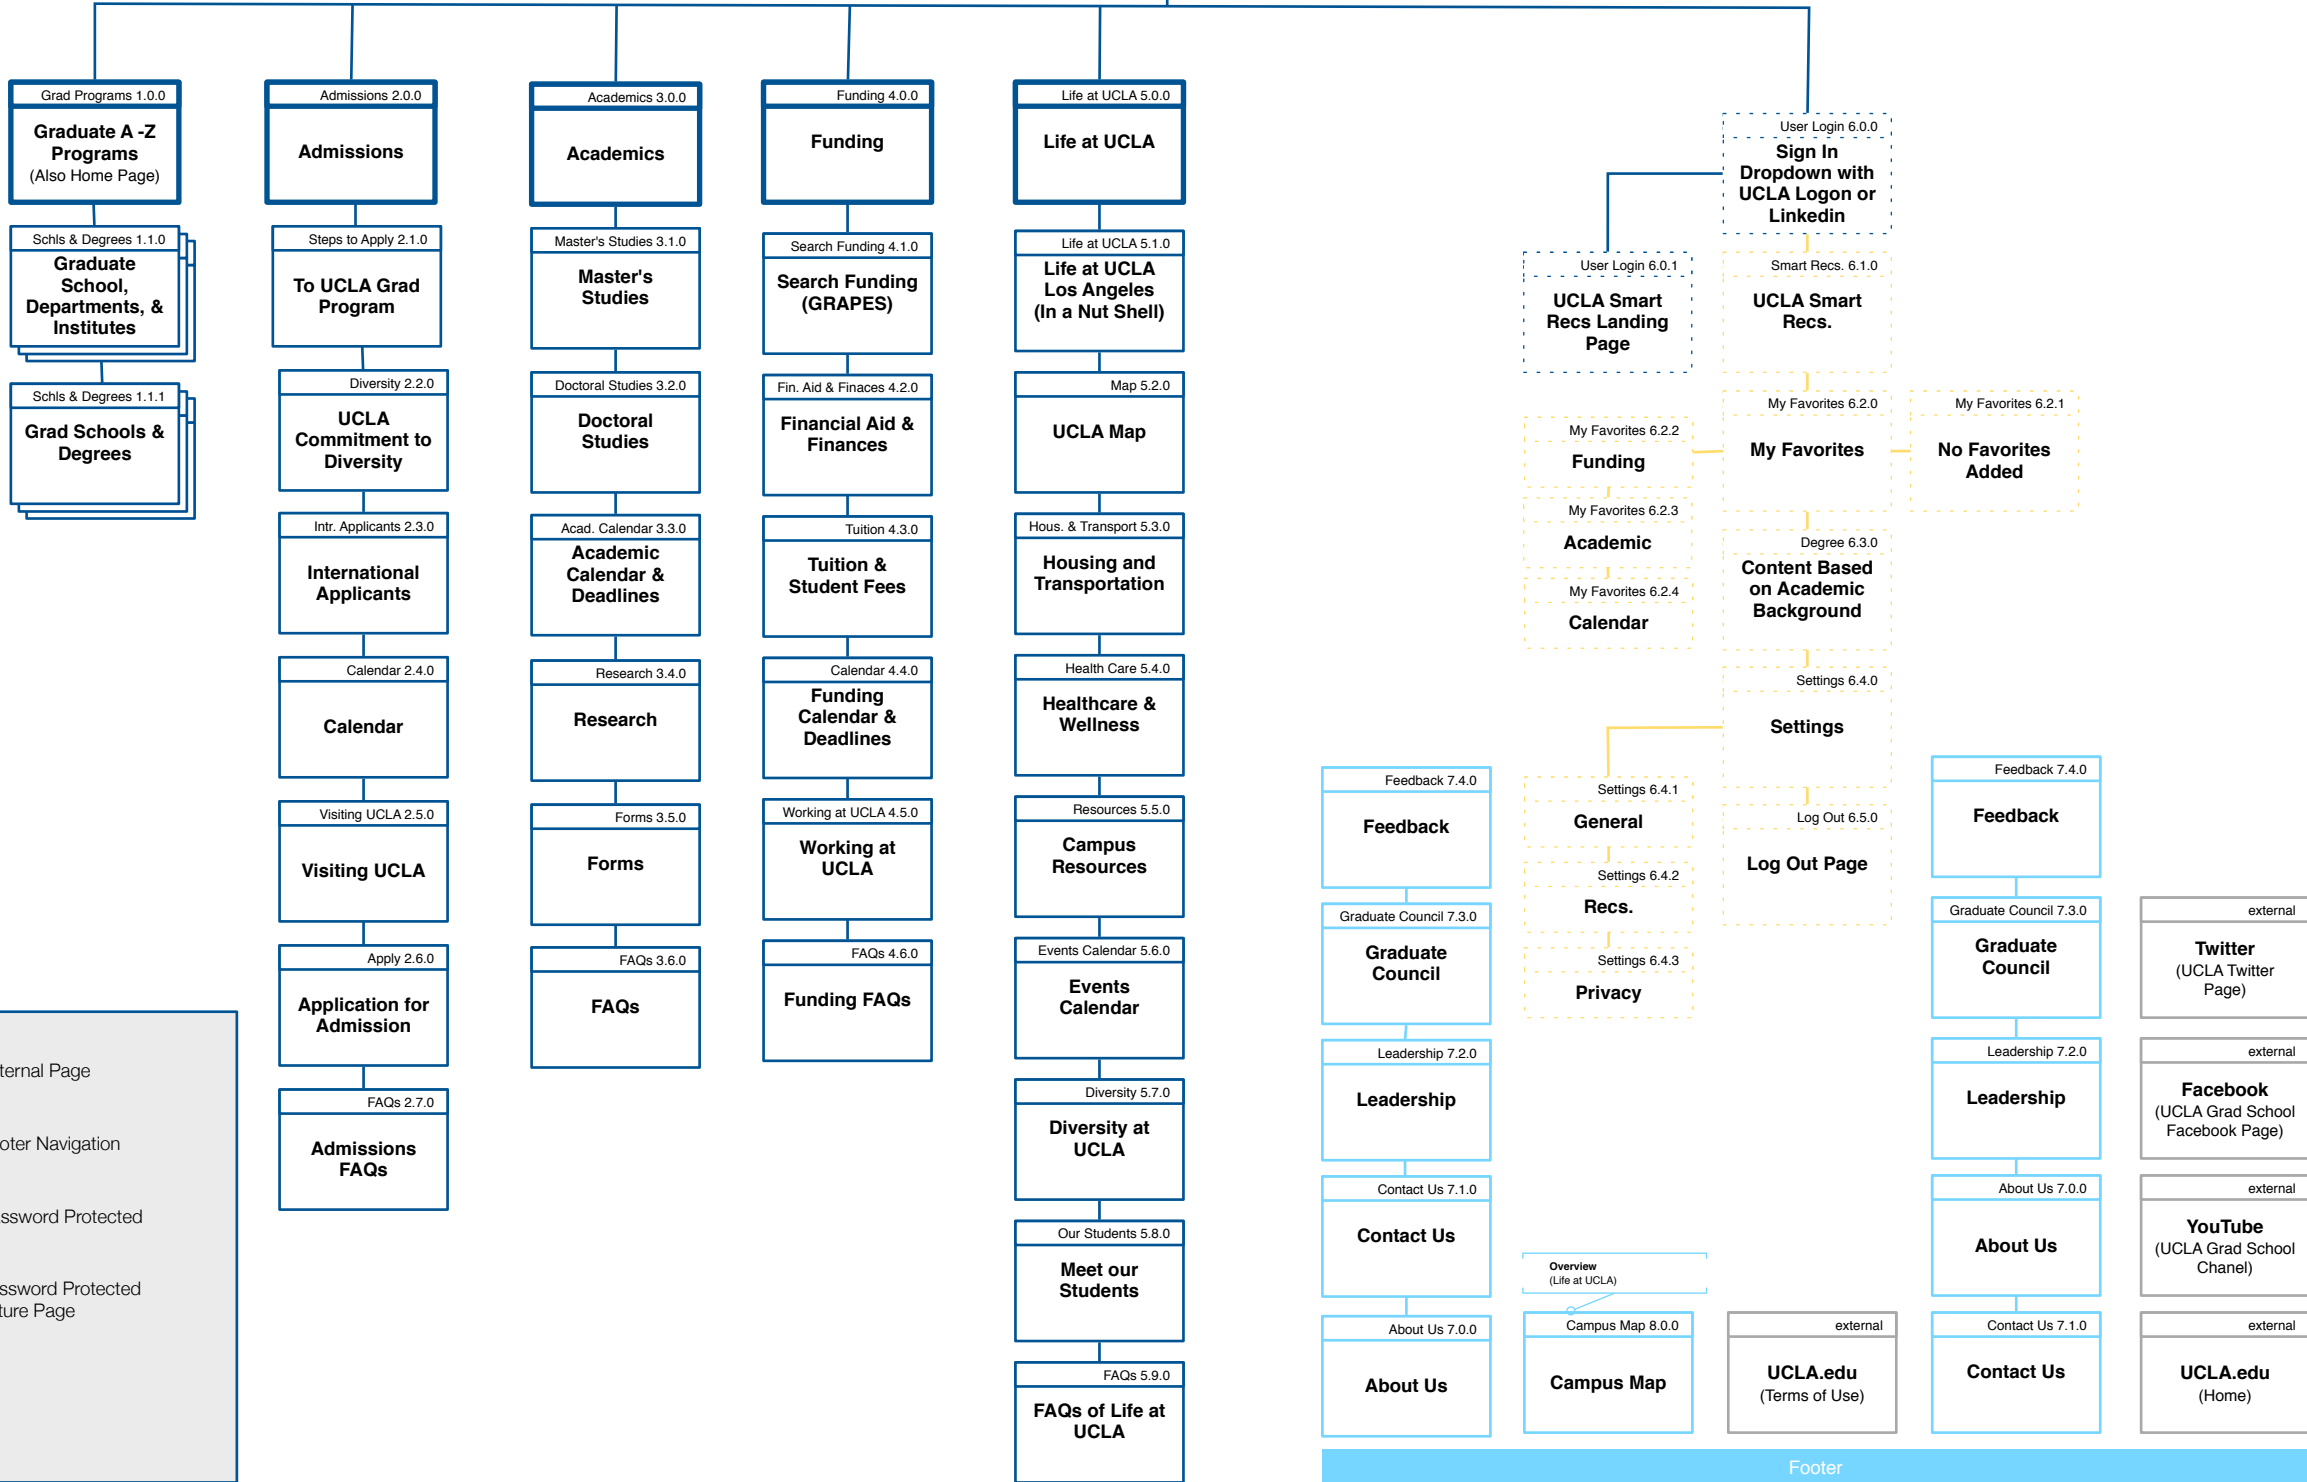 Grad Programs 1.0.0
Graduate A -Z
Programs
(Also Home Page)
Schls & Degrees 1.1.0
Graduate
School,
Departments, &
Institutes
Schls & Degrees 1.1.1
Grad Schools &
Degrees
Admissions 2.0.0
Admissions
Steps to Apply 2.1.0
To UCLA Grad
Program
Diversity 2.2.0
UCLA
Commitment to
Diversity
Intr. Applicants 2.3.0
International
Applicants
Calendar 2.4.0
Calendar
Visiting UCLA 2.5.0
Visiting UCLA
Apply 2.6.0
Application for
Admission
FAQs 2.7.0
Admissions
FAQs
Academics 3.0.0
Academics
Master's Studies 3.1.0
Master's
Studies
Doctoral Studies 3.2.0
Doctoral
Studies
Acad. Calendar 3.3.0
Academic
Calendar &
Deadlines
Research 3.4.0
Research
Forms 3.5.0
Forms
FAQs 3.6.0
FAQs
Funding 4.0.0
Funding
Search Funding 4.1.0
Search Funding
(GRAPES)
Fin. Aid & Finaces 4.2.0
Financial Aid &
Finances
Tuition 4.3.0
Tuition &
Student Fees
Calendar 4.4.0
Funding
Calendar &
Deadlines
Working at UCLA 4.5.0
Working at
UCLA
FAQs 4.6.0
Funding FAQs
Life at UCLA 5.0.0
Life at UCLA
Life at UCLA 5.1.0
Life at UCLA
Los Angeles
(In a Nut Shell)
Map 5.2.0
UCLA Map
Hous. & Transport 5.3.0
Housing and
Transportation
Health Care 5.4.0
Healthcare &
Wellness
Resources 5.5.0
Campus
Resources
Events Calendar 5.6.0
Events
Calendar
Diversity 5.7.0
Diversity at
UCLA
Our Students 5.8.0
Meet our
Students
FAQs 5.9.0
FAQs of Life at
UCLA
User Login 6.0.0
Sign In
Dropdown with
UCLA Logon or
Linkedin
User Login 6.0.1
UCLA Smart
Recs Landing
Page
Smart Recs. 6.1.0
UCLA Smart
Recs.
My Favorites 6.2.0
My Favorites
My Favorites 6.2.1
No Favorites
Added
My Favorites 6.2.2
Funding
My Favorites 6.2.3
Academic
My Favorites 6.2.4
Calendar
Degree 6.3.0
Content Based
on Academic
Background
Settings 6.4.0
Settings
Settings 6.4.1
General
Settings 6.4.2
Recs.
Settings 6.4.3
Privacy
Log Out 6.5.0
Log Out Page
Feedback 7.4.0
Feedback
Graduate Council 7.3.0
Graduate
Council
Leadership 7.2.0
Leadership
Contact Us 7.1.0
Contact Us
About Us 7.0.0
About Us
Overview
(Life at UCLA)
Campus Map 8.0.0
Campus Map
external
UCLA.edu
(Terms of Use)
Feedback 7.4.0
Feedback
Graduate Council 7.3.0
Graduate
Council
Leadership 7.2.0
Leadership
About Us 7.0.0
About Us
Contact Us 7.1.0
Contact Us
external
Twitter
(UCLA Twitter
Page)
external
Facebook
(UCLA Grad School
Facebook Page)
external
YouTube
(UCLA Grad School
Chanel)
external
UCLA.edu
(Home)
Footer
ternal Page
oter Navigation
ssword Protected
ssword Protected
ture Page